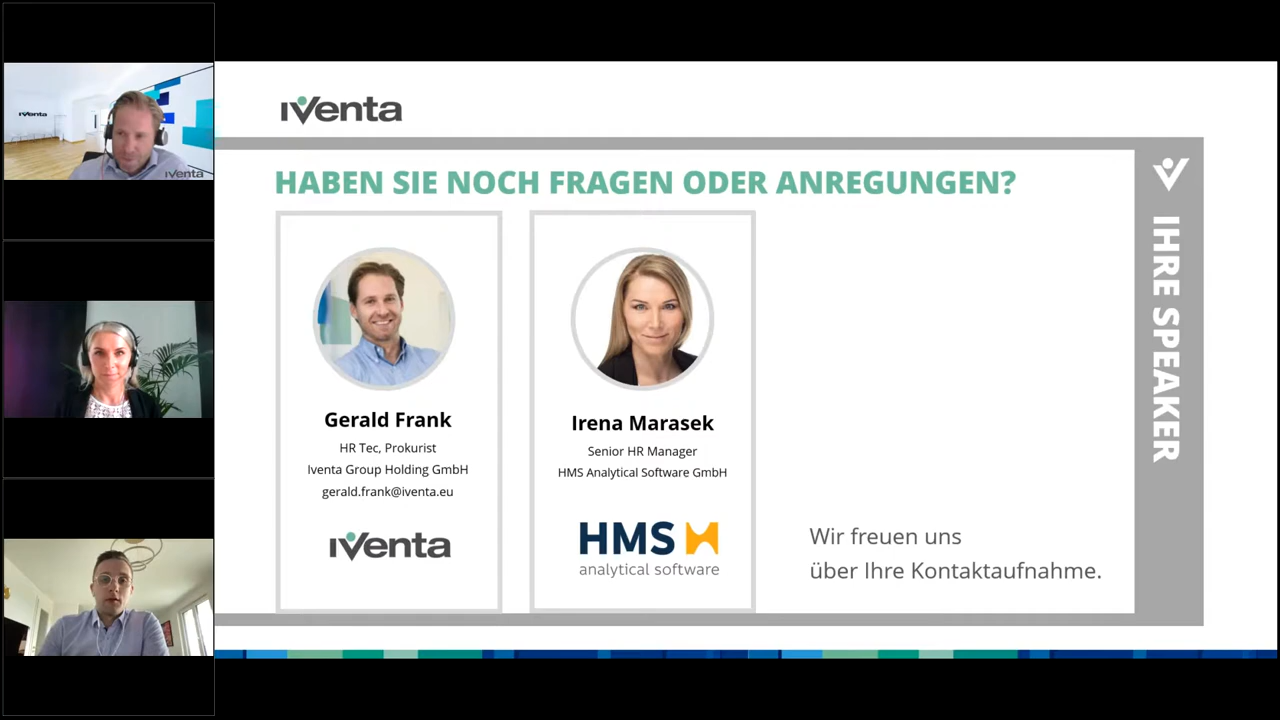 iventa
iventa
iventa
HABEN SIE NOCH FRAGEN ODER ANREGUNGEN?
Gerald Frank
HR Tec, Prokurist
Iventa Group Holding GmbH
gerald.frank@iventa.eu
iventa
Irena Marasek
Senior HR Manager
HMS Analytical Software GmbH
HMS
analytical software
Wir freuen uns
über Ihre Kontaktaufnahme.
IHRE SPEAKER